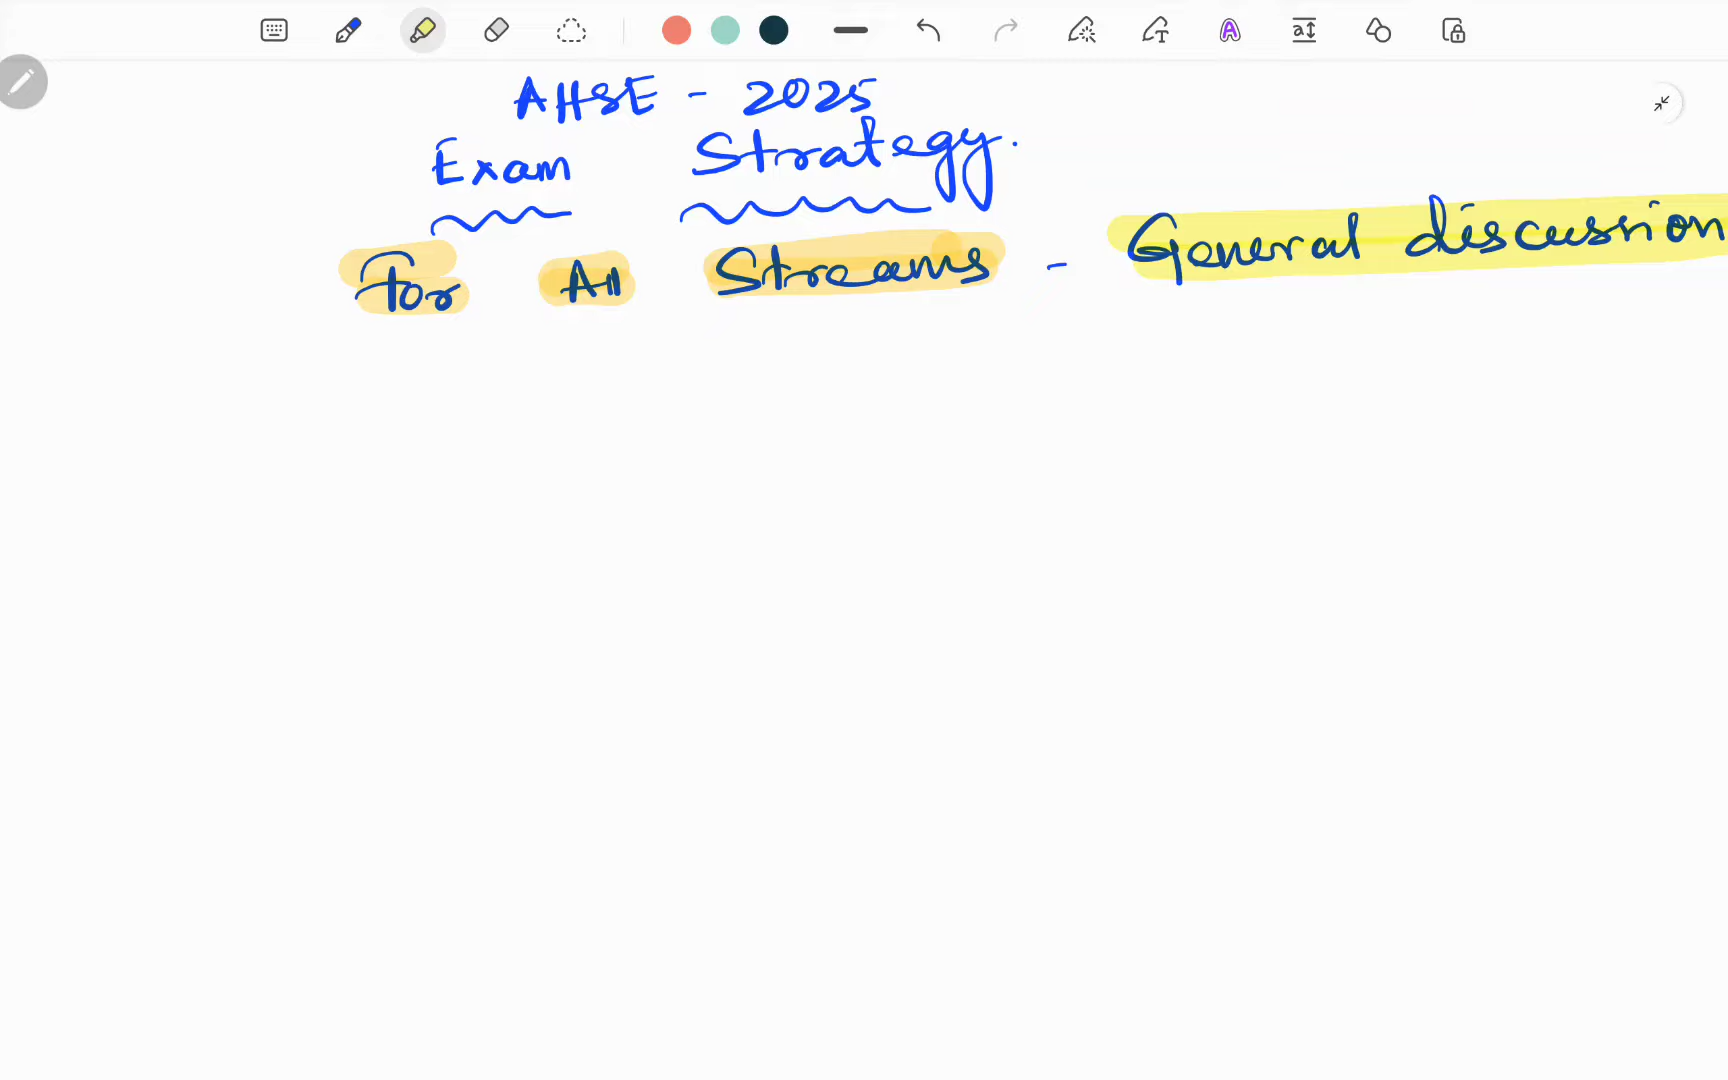 AHSE - 2025
Exam Strategy.
For All Streams - General discussion